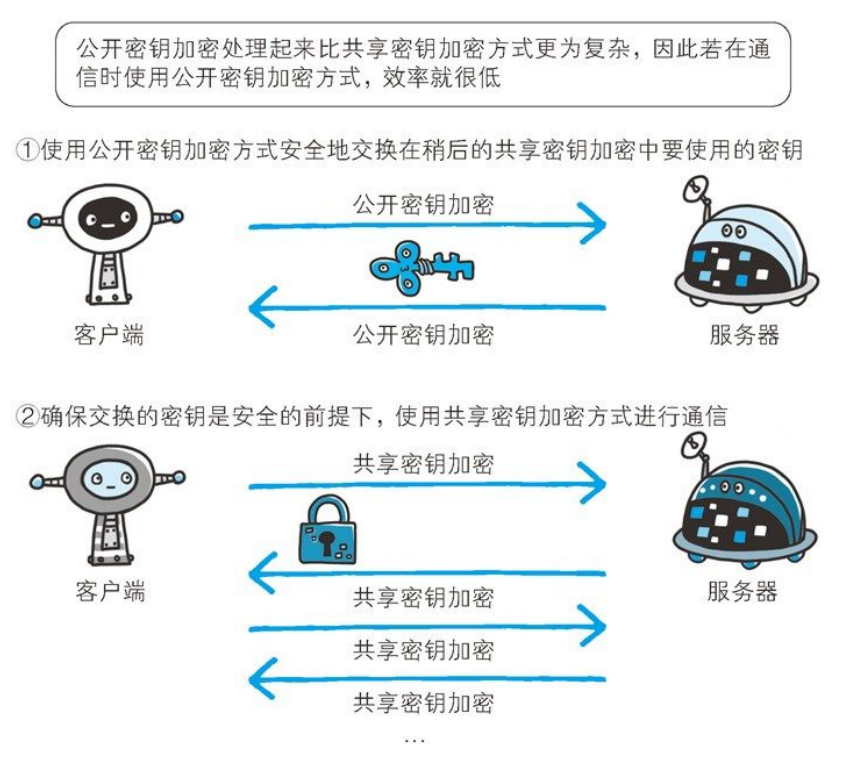 公开密钥加密处理起来比共享密钥加密方式更为复杂，因此若在通
信时使用公开密钥加密方式，效率就很低
①使用公开密钥加密方式安全地交换在稍后的共享密钥加密中要使用的密钥
公开密钥加密
客户端
公开密钥加密
服务器
②确保交换的密钥是安全的前提下，使用共享密钥加密方式进行通信
共享密钥加密
客户端
共享密钥加密
服务器
共享密钥加密
共享密钥加密
…